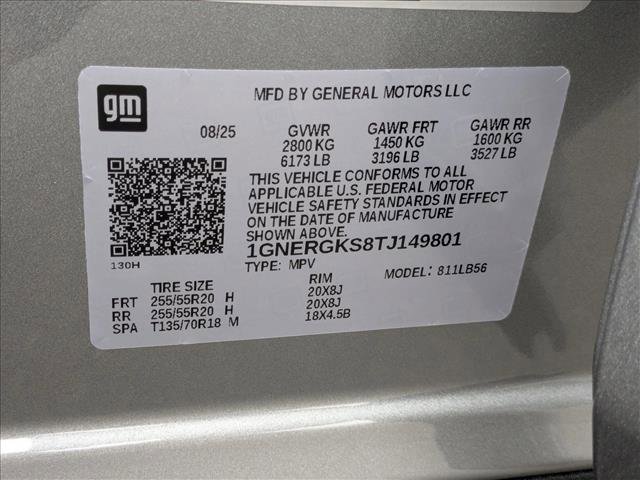 gm
MFD BY GENERAL MOTORS LLC
08/25 GVWR GAWR FRT GAWR RR
2800 KG 1450 KG 1600 KG
6173 LB 3196 LB 3527 LB
THIS VEHICLE CONFORMS TO ALL
APPLICABLE U.S. FEDERAL MOTOR
VEHICLE SAFETY STANDARDS IN EFFECT
ON THE DATE OF MANUFACTURE
SHOWN ABOVE.
1GNERGKS8TJ149801
130H
TYPE: MPV MODEL: 811LB56
TIRE SIZE RIM
FRT 255/55R20 H 20X8J
RR 255/55R20 H 20X8J
SPA T135/70R18 M 18X4.5B